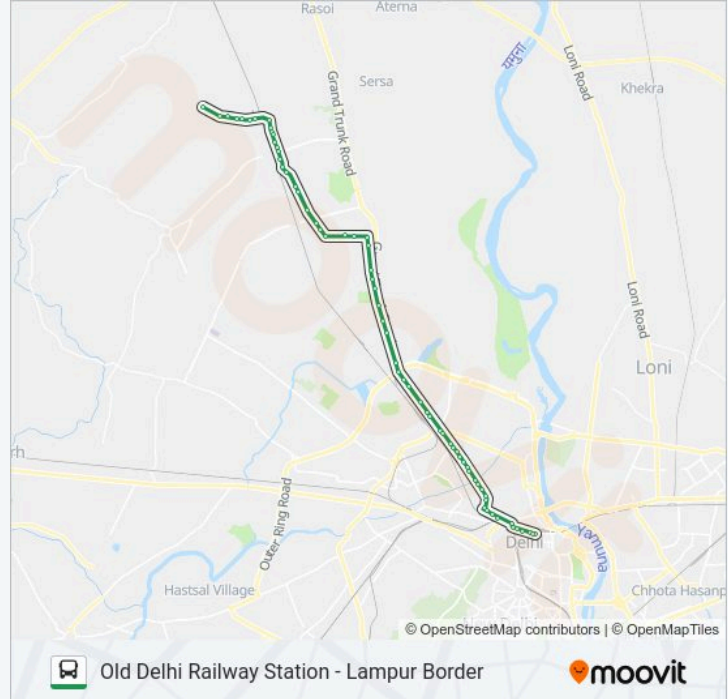 Rasoi
Aterna
Loni Road
यमुना
Sersa
Khekra
Grand Trunk Road
Loni Road
Loni
Outer Ring Road
Yamuna
Delhi
Hastsal Village
Chhota Hasanp
© OpenStreetMap contributors | © OpenMapTiles
Old Delhi Railway Station - Lampur Border
moovit